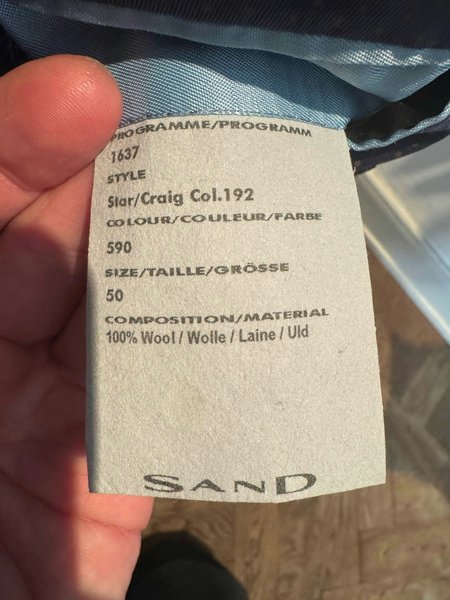 PROGRAMME/PROGRAMM
1637
STYLE
Star/Craig Col.192
COLOUR/COULEUR/FARBE
590
SIZE/TAILLE/GRÖSSE
50
COMPOSITION/MATERIAL
100% Wool / Wolle / Laine / Uld
SAND